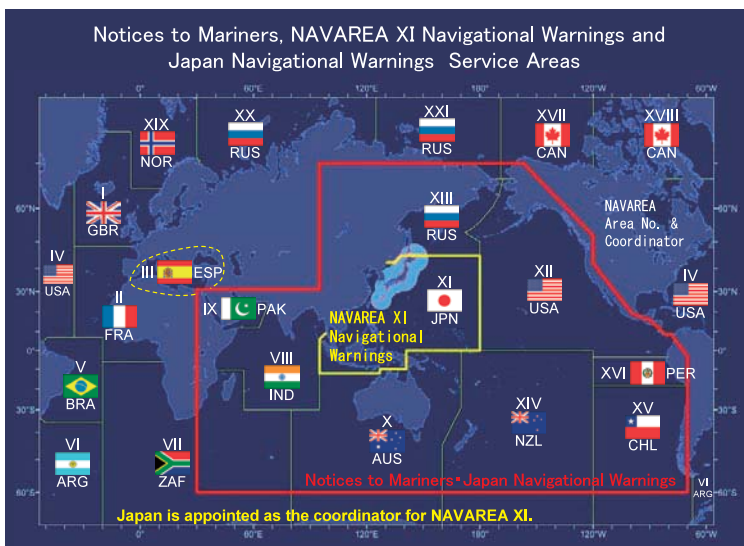 Notices to Mariners, NAVAREA XI Navigational Warnings and
Japan Navigational Warnings Service Areas
0° 60°E 120°E 180° 120°W 60°W
XIX
NOR
XX
RUS
XXI
RUS
XVII
CAN
XVIII
CAN
60°N
60°N
I
GBR
XIII
RUS
NAVAREA
Area No. &
Coordinator
IV
USA
III ESP
XI
JPN
XII
USA
IV
USA
30°N
30°N
II
FRA
IX PAK
NAVAREA XI
Navigational
Warnings
0°
0°
V
BRA
VIII
IND
XVI PER
X
AUS
XIV
NZL
XV
CHL
30°S
30°S
VI
ARG
VII
ZAF
Notices to Mariners・Japan Navigational Warnings
VI
ARG
60°S
60°S
Japan is appointed as the coordinator for NAVAREA XI.
0° 60°E 120°E 180° 120°W 60°W